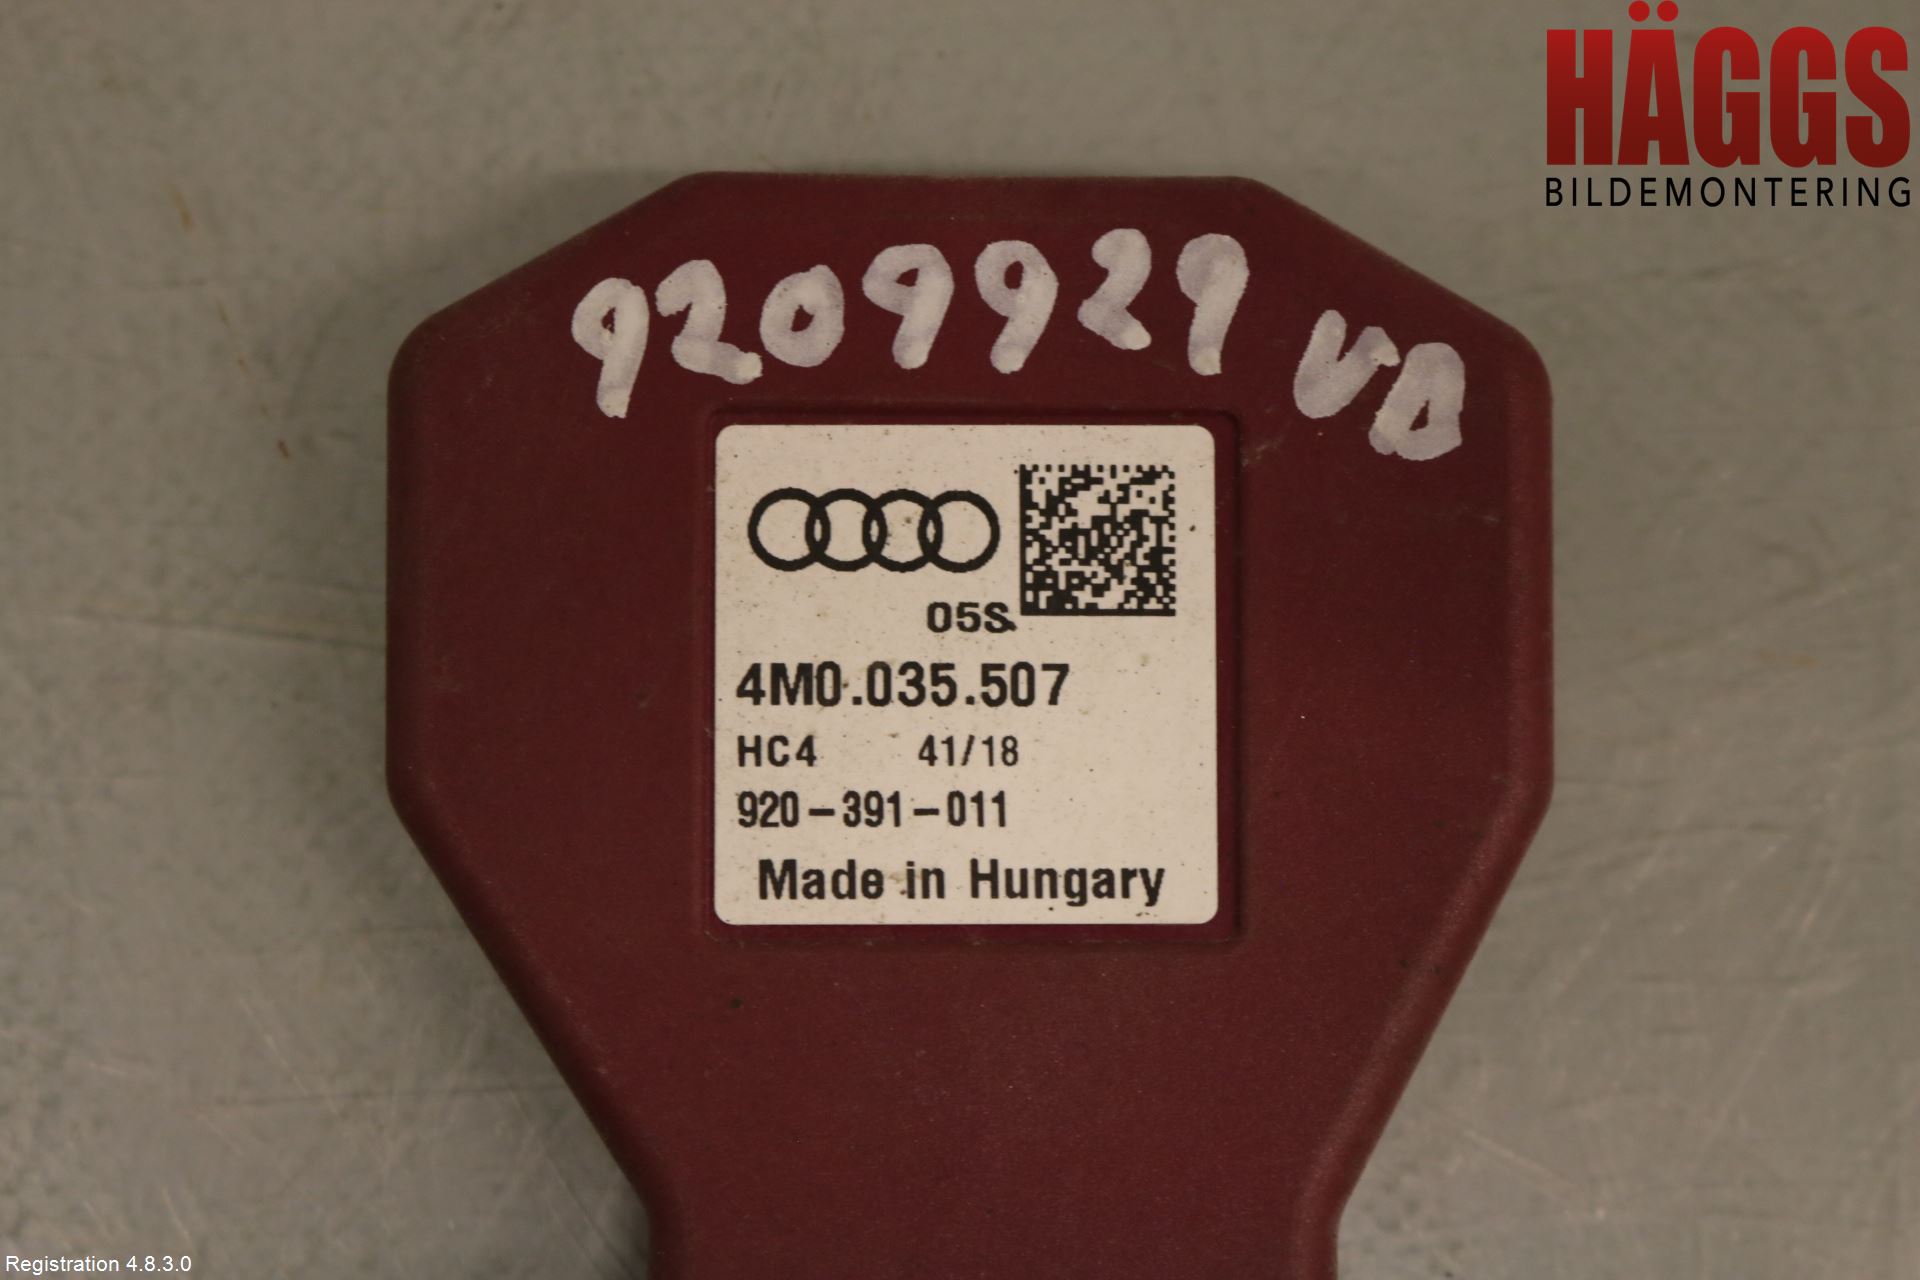 HÄGGS
BILDEMONTERING
9209929 VD
05S
4M0.035.507
HC4 41/18
920-391-011
Made in Hungary
Registration 4.8.3.0